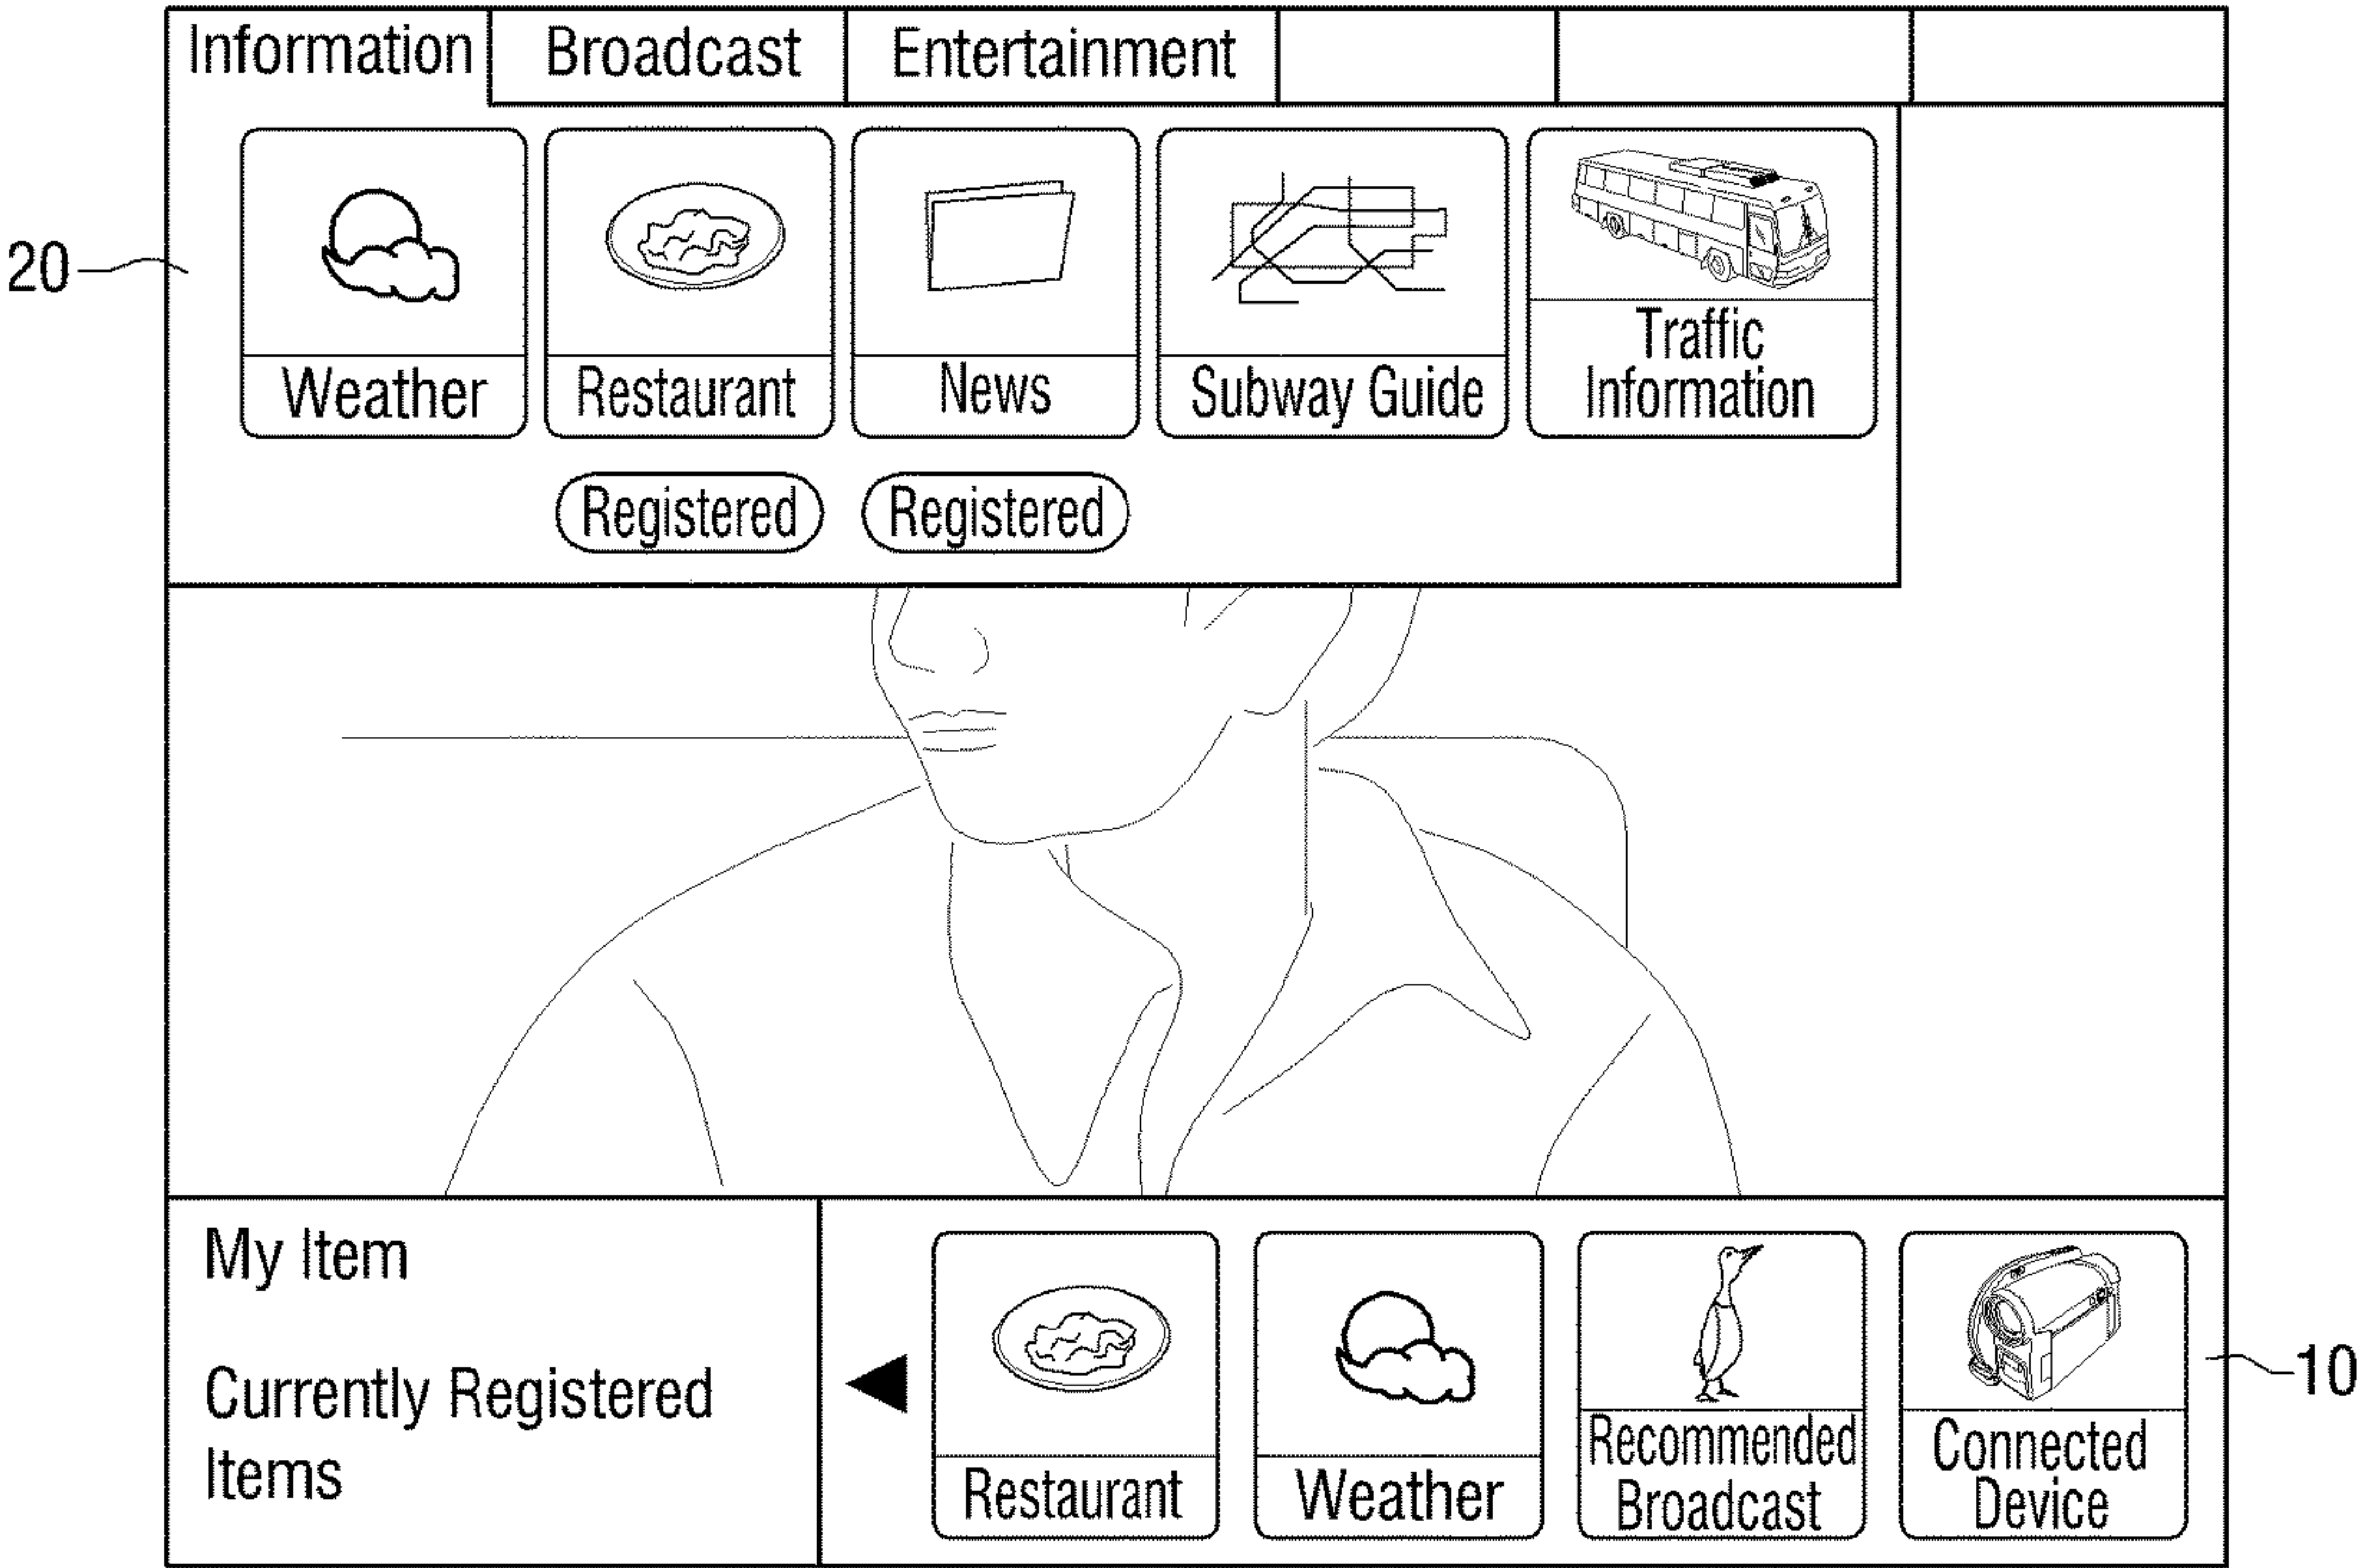 Information
Broadcast
Entertainment
20
Weather
Restaurant
News
Subway Guide
Traffic
Information
Registered
Registered
My Item
Currently Registered
Items
Restaurant
Weather
Recommended
Broadcast
Connected
Device
10